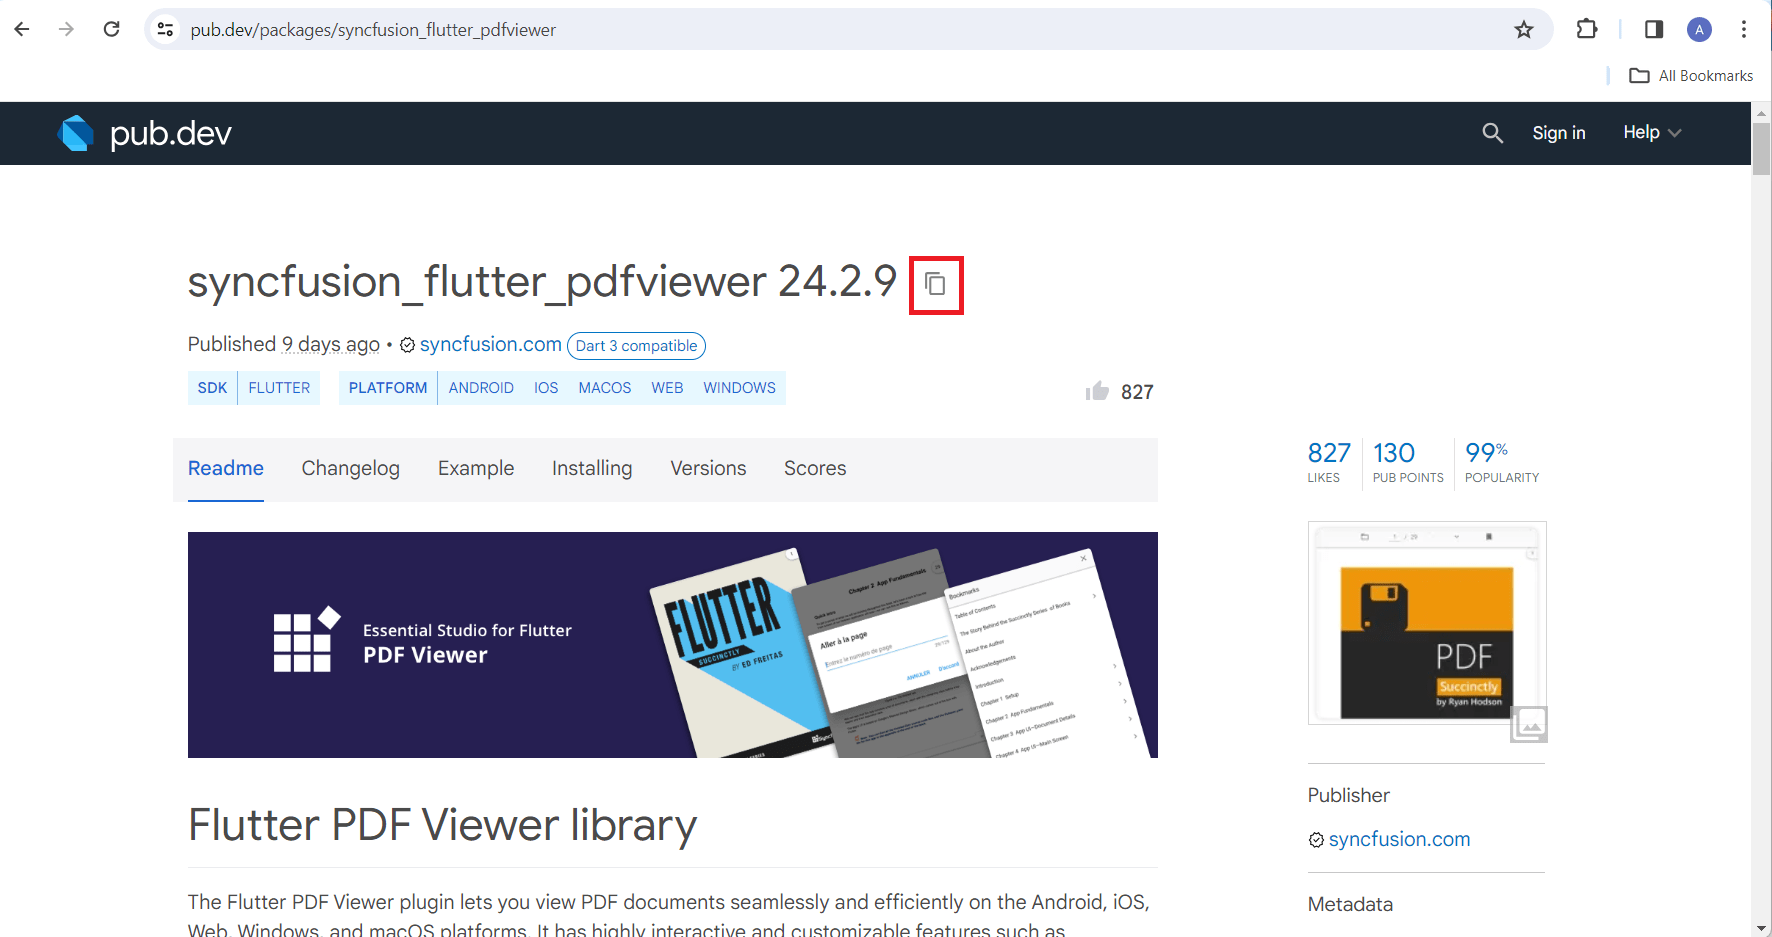 pub.dev/packages/syncfusion_flutter_pdfviewer
A
All Bookmarks
pub.dev
Sign in
Help
syncfusion_flutter_pdfviewer 24.2.9
Published 9 days ago • syncfusion.com Dart 3 compatible
SDK FLUTTER PLATFORM ANDROID IOS MACOS WEB WINDOWS
827
Readme Changelog Example Installing Versions Scores
827 130 99%
LIKES PUB POINTS POPULARITY
Essential Studio for Flutter
PDF Viewer
FLUTTER
SUCCINCTLY
BY ED FREITAS
Chapter 2 App Fundamentals
Aller à la page
Entrez le numéro de page
ANNULER D'accord
Bookmarks
Table of Contents
The Story Behind the Succinctly Series of Books
About the Author
Acknowledgements
Introduction
Chapter 1 Setup
Chapter 2 App Fundamentals
Chapter 3 App UI—Document Details
Chapter 4 App UI—Main Screen
1 / 29
PDF
Succinctly
by Ryan Hodson
Flutter PDF Viewer library
The Flutter PDF Viewer plugin lets you view PDF documents seamlessly and efficiently on the Android, iOS,
Web, Windows, and macOS platforms. It has highly interactive and customizable features such as
Publisher
syncfusion.com
Metadata